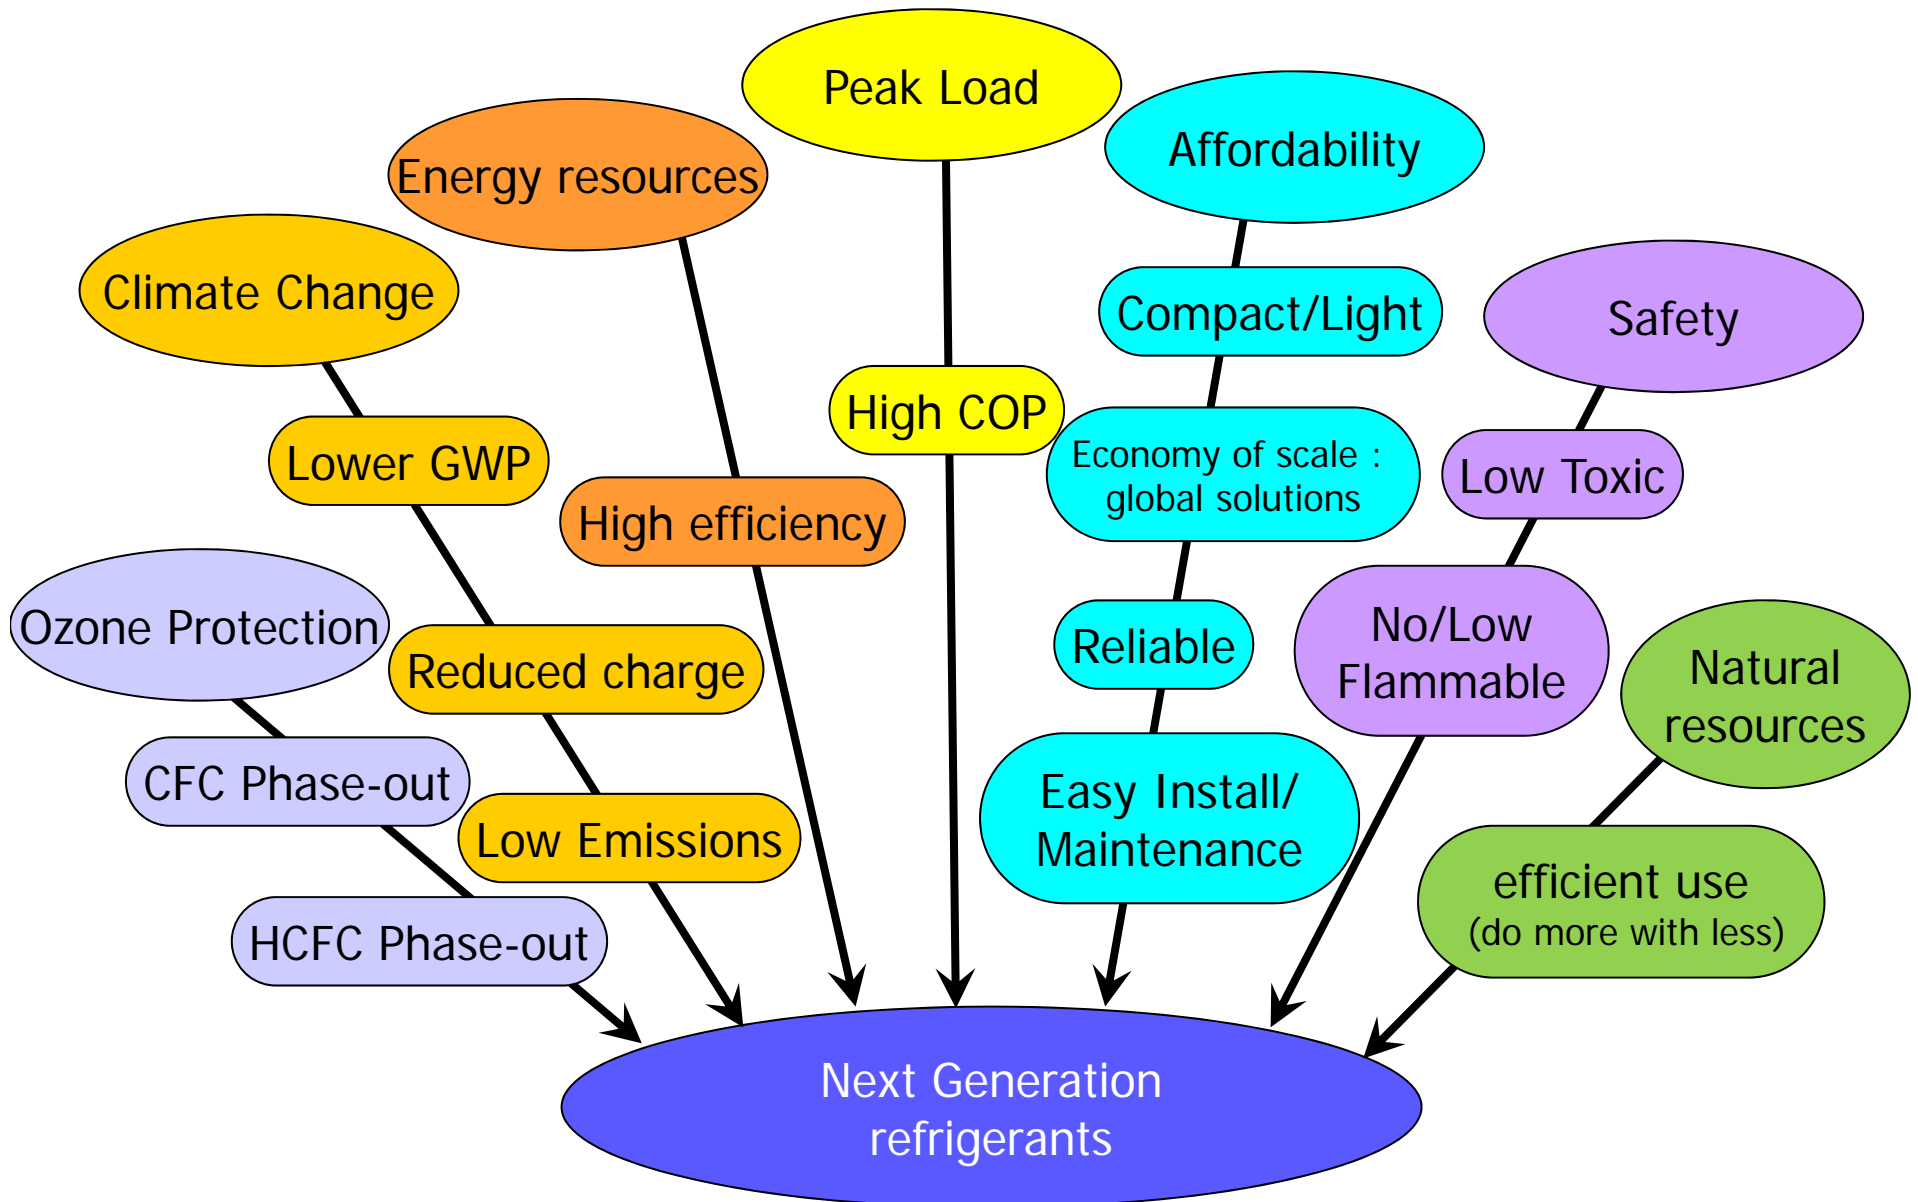 Peak Load
Affordability
Energy resources
Climate Change
Compact/Light
Safety
High COP
Lower GWP
Economy of scale :
global solutions
Low Toxic
High efficiency
Ozone Protection
Reduced charge
Reliable
No/Low
Flammable
Natural
resources
CFC Phase-out
Low Emissions
Easy Install/
Maintenance
efficient use
(do more with less)
HCFC Phase-out
Next Generation
refrigerants